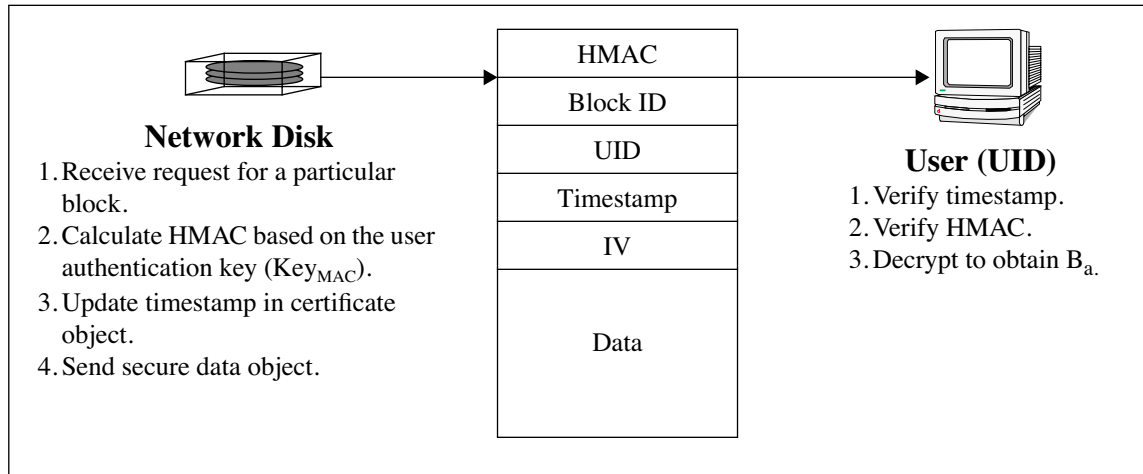 Network Disk
1. Receive request for a particular
block.
2. Calculate HMAC based on the user
authentication key (KeyMAC).
3. Update timestamp in certificate
object.
4. Send secure data object.
HMAC
Block ID
UID
Timestamp
IV
Data
User (UID)
1. Verify timestamp.
2. Verify HMAC.
3. Decrypt to obtain Ba.